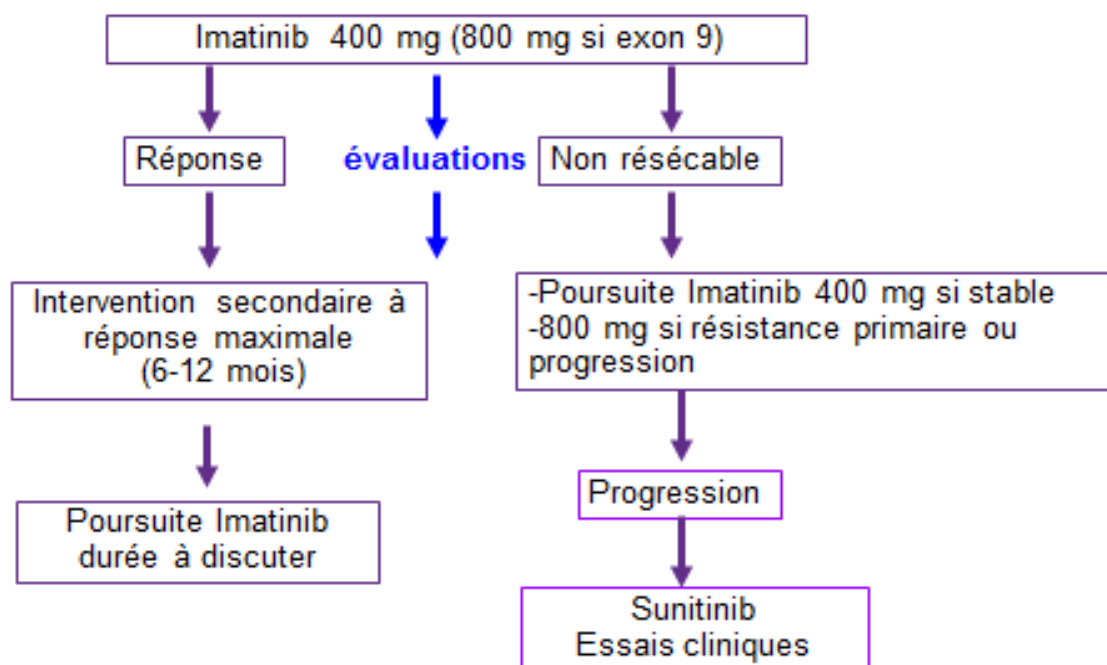 Imatinib 400 mg (800 mg si exon 9)
Réponse
évaluations
Non résécable
Intervention secondaire à
réponse maximale
(6-12 mois)
-Poursuite Imatinib 400 mg si stable
-800 mg si résistance primaire ou
progression
Poursuite Imatinib
durée à discuter
Progression
Sunitinib
Essais cliniques